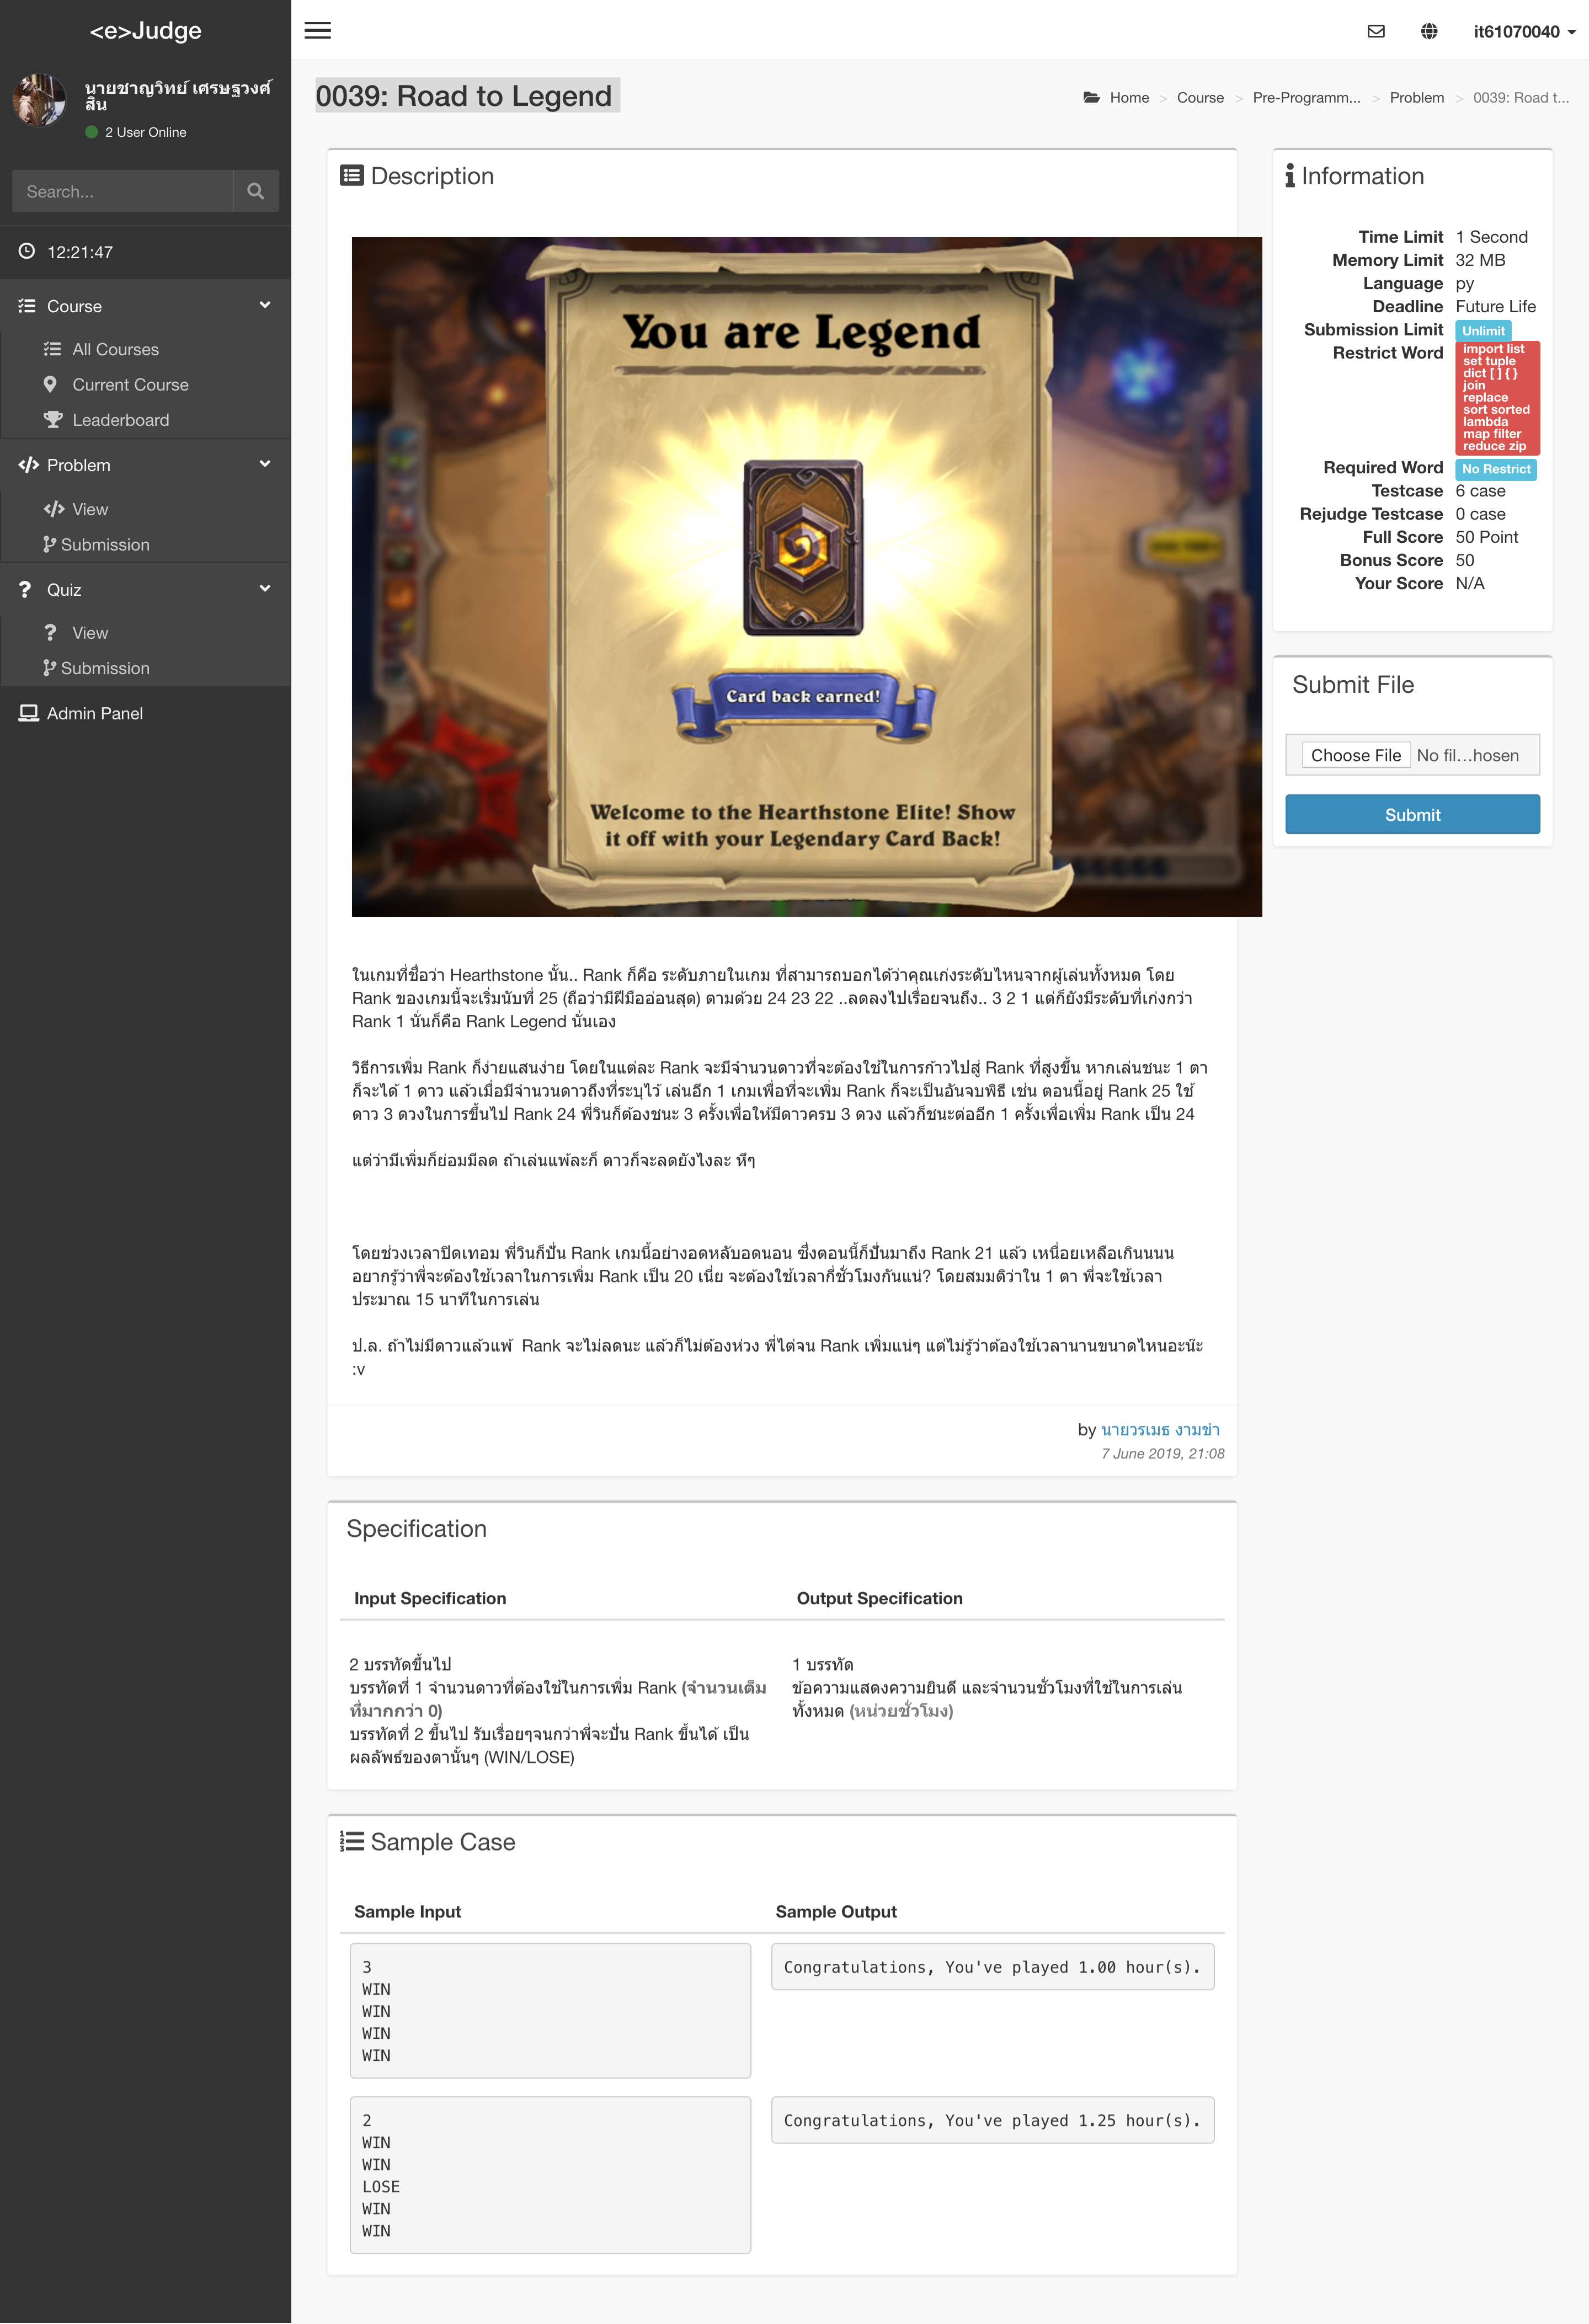 <e>Judge
it61070040
นายชาญวิทย์ เศรษฐวงศ์
สิน
2 User Online
Search...
12:21:47
Course
All Courses
Current Course
Leaderboard
Problem
View
Submission
Quiz
View
Submission
Admin Panel
0039: Road to Legend
Home > Course > Pre-Programm... > Problem > 0039: Road t...
Description
You are Legend
Card back earned!
Welcome to the Hearthstone Elite! Show
it off with your Legendary Card Back!
ในเกมที่ชื่อว่า Hearthstone นั้น.. Rank ก็คือ ระดับภายในเกม ที่สามารถบอกได้ว่าคุณเก่งระดับไหนจากผู้เล่นทั้งหมด โดย
Rank ของเกมนี้จะเริ่มนับที่ 25 (ถือว่ามีฝีมืออ่อนสุด) ตามด้วย 24 23 22 ..ลดลงไปเรื่อยจนถึง.. 3 2 1 แต่ก็ยังมีระดับที่เก่งกว่า
Rank 1 นั่นก็คือ Rank Legend นั่นเอง
วิธีการเพิ่ม Rank ก็ง่ายแสนง่าย โดยในแต่ละ Rank จะมีจำนวนดาวที่จะต้องใช้ในการก้าวไปสู่ Rank ที่สูงขึ้น หากเล่นชนะ 1 ตา
ก็จะได้ 1 ดาว แล้วเมื่อมีจำนวนดาวถึงที่ระบุไว้ เล่นอีก 1 เกมเพื่อที่จะเพิ่ม Rank ก็จะเป็นอันจบพิธี เช่น ตอนนี้อยู่ Rank 25 ใช้
ดาว 3 ดวงในการขึ้นไป Rank 24 พี่วินก็ต้องชนะ 3 ครั้งเพื่อให้มีดาวครบ 3 ดวง แล้วก็ชนะต่ออีก 1 ครั้งเพื่อเพิ่ม Rank เป็น 24
แต่ว่ามีเพิ่มก็ย่อมมีลด ถ้าเล่นแพ้ละก็ ดาวก็จะลดยังไงละ หึๆ
โดยช่วงเวลาปิดเทอม พี่วินก็ปั่น Rank เกมนี้อย่างอดหลับอดนอน ซึ่งตอนนี้ก็ปั่นมาถึง Rank 21 แล้ว เหนื่อยเหลือเกินนนน
อยากรู้ว่าพี่จะต้องใช้เวลาในการเพิ่ม Rank เป็น 20 เนี่ย จะต้องใช้เวลากี่ชั่วโมงกันแน่? โดยสมมติว่าใน 1 ตา พี่จะใช้เวลา
ประมาณ 15 นาทีในการเล่น
ป.ล. ถ้าไม่มีดาวแล้วแพ้ Rank จะไม่ลดนะ แล้วก็ไม่ต้องห่วง พี่ไต่จน Rank เพิ่มแน่ๆ แต่ไม่รู้ว่าต้องใช้เวลานานขนาดไหนอะน๊ะ
:v
by นายวรเมธ งามขำ
7 June 2019, 21:08
Information
Time Limit 1 Second
Memory Limit 32 MB
Language py
Deadline Future Life
Submission Limit Unlimit
Restrict Word import list
set tuple
dict [ ] { }
join
replace
sort sorted
lambda
map filter
reduce zip
Required Word No Restrict
Testcase 6 case
Rejudge Testcase 0 case
Full Score 50 Point
Bonus Score 50
Your Score N/A
Submit File
Choose File No fil...hosen
Submit
Specification
Input Specification
2 บรรทัดขึ้นไป
บรรทัดที่ 1 จำนวนดาวที่ต้องใช้ในการเพิ่ม Rank (จำนวนเต็ม
ที่มากกว่า 0)
บรรทัดที่ 2 ขึ้นไป รับเรื่อยๆจนกว่าพี่จะปั่น Rank ขึ้นได้ เป็น
ผลลัพธ์ของตานั้นๆ (WIN/LOSE)
Output Specification
1 บรรทัด
ข้อความแสดงความยินดี และจำนวนชั่วโมงที่ใช้ในการเล่น
ทั้งหมด (หน่วยชั่วโมง)
Sample Case
Sample Input
Sample Output
3
WIN
WIN
WIN
WIN
Congratulations, You've played 1.00 hour(s).
2
WIN
WIN
LOSE
WIN
WIN
Congratulations, You've played 1.25 hour(s).